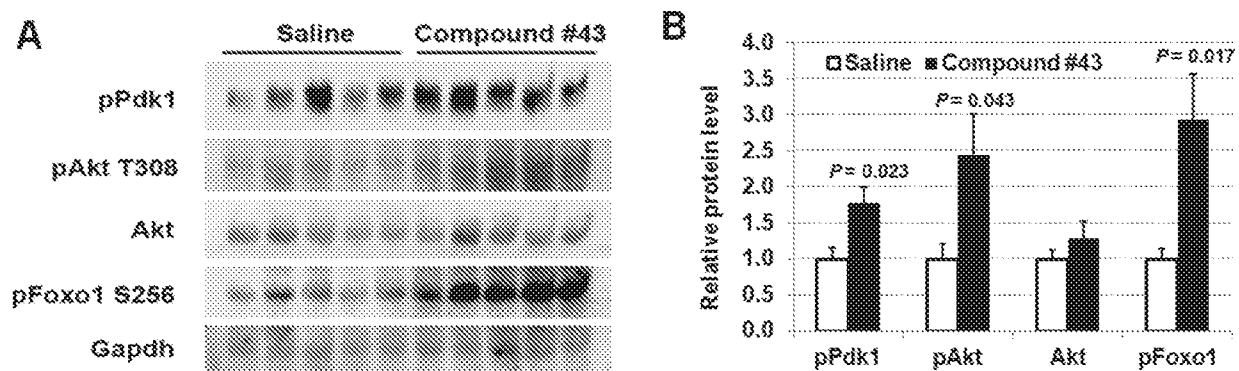 A
Saline Compound #43
pPdk1
pAkt T308
Akt
pFoxo1 S256
Gapdh
B
4.0
3.5
3.0
2.5
2.0
1.5
1.0
0.5
0.0
Relative protein level
Saline Compound #43
P = 0.023
P = 0.043
P = 0.017
pPdk1 pAkt Akt pFoxo1